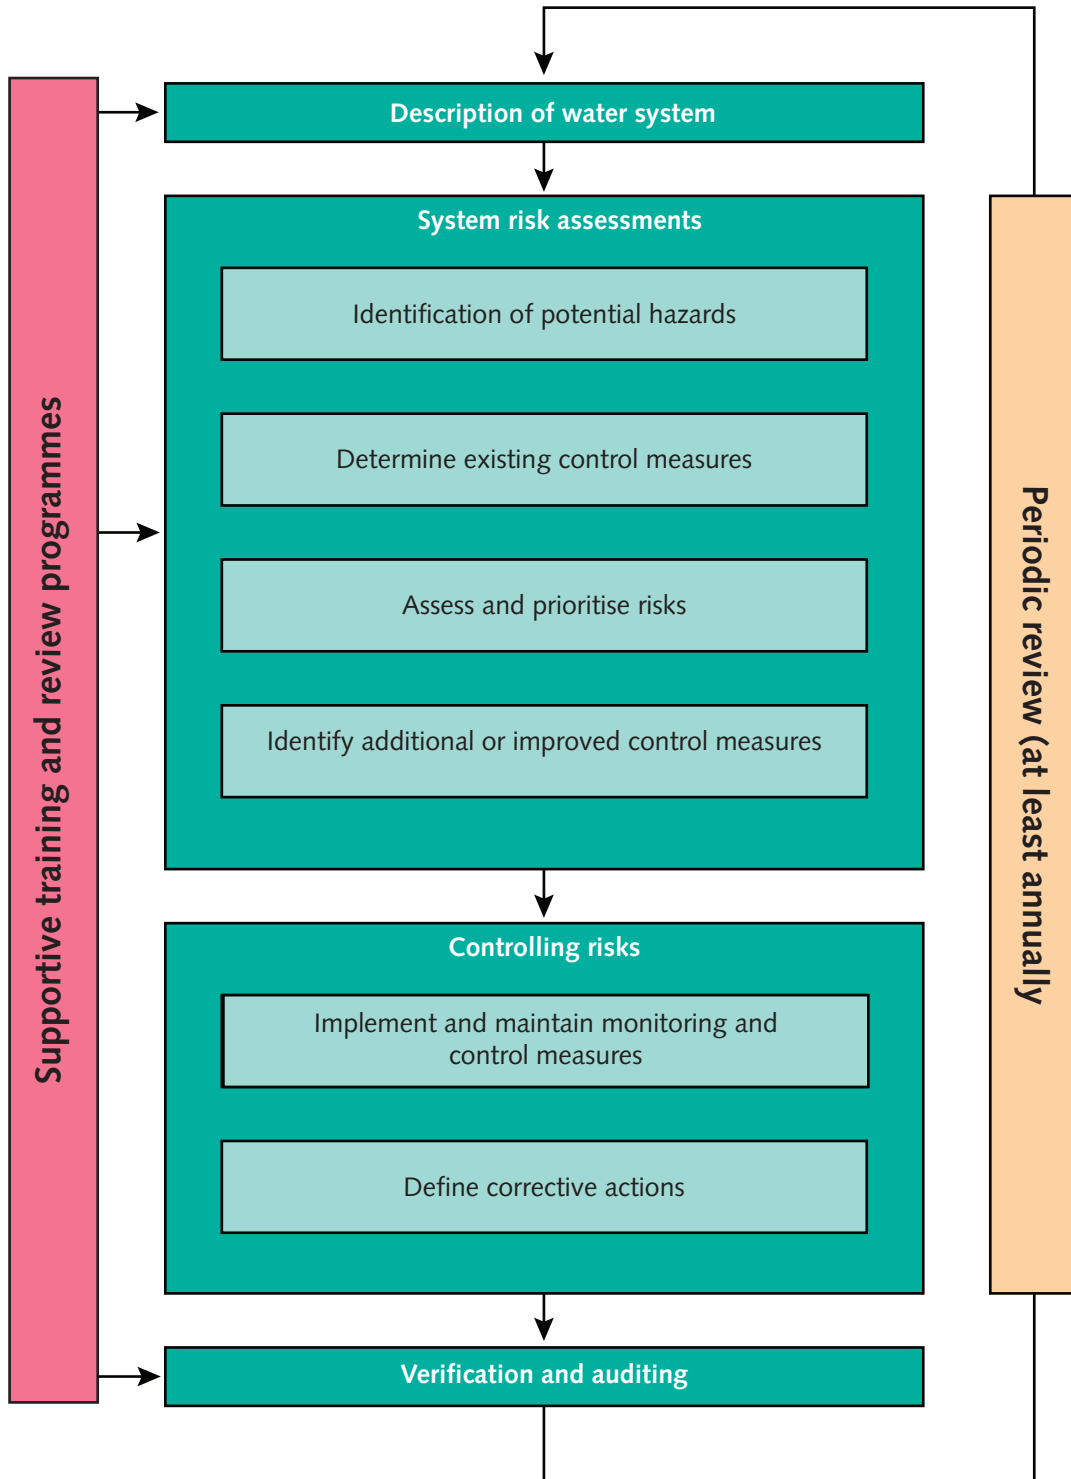 Description of water system
System risk assessments
Identification of potential hazards
Determine existing control measures
Assess and prioritise risks
Identify additional or improved control measures
Controlling risks
Implement and maintain monitoring and
control measures
Define corrective actions
Verification and auditing
Supportive training and review programmes
Periodic review (at least annually